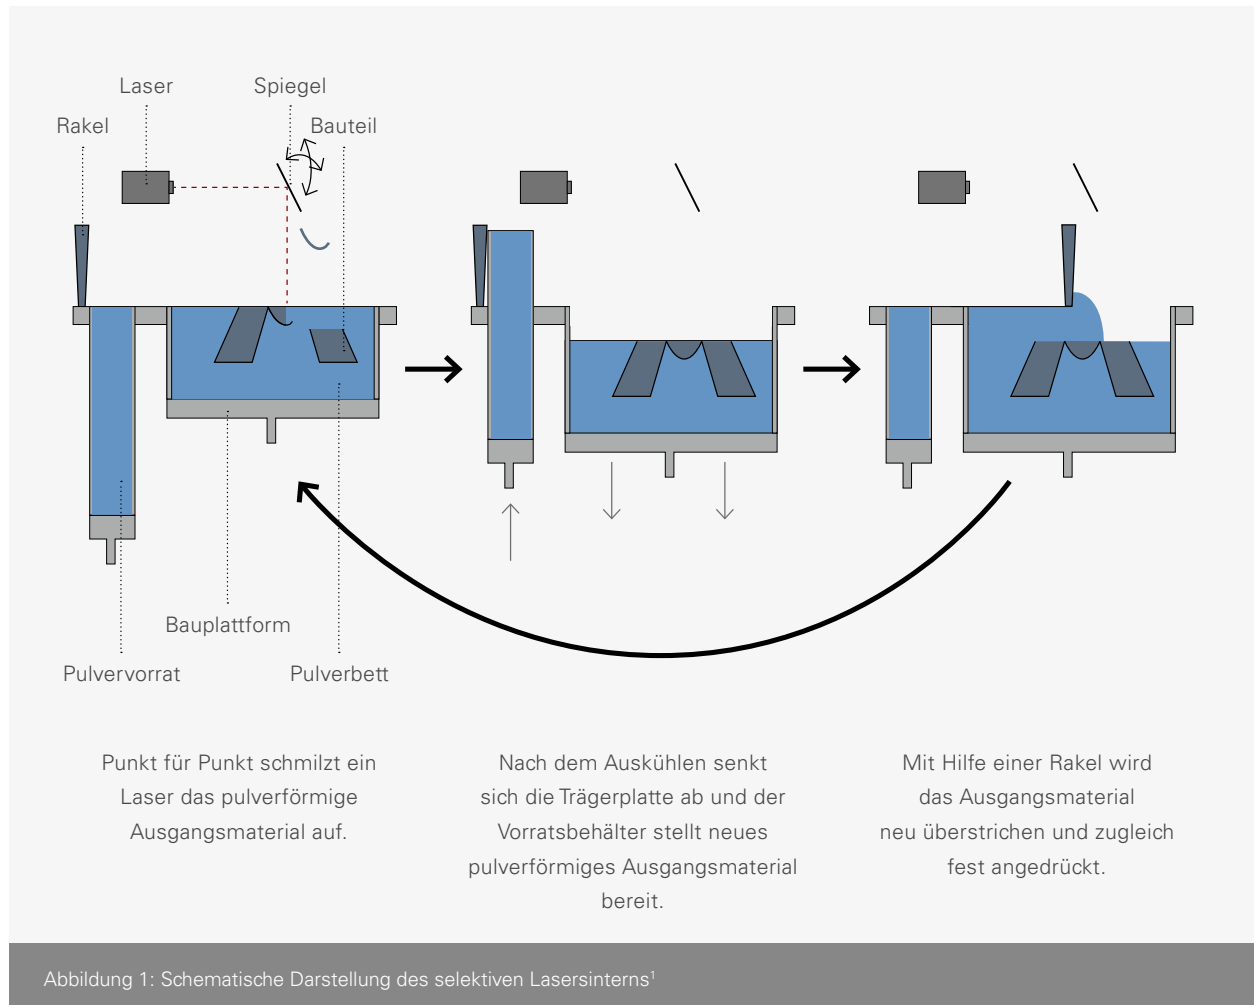 Laser
Spiegel
Rakel
Bauteil
Bauplattform
Pulvervorrat
Pulverbett
Punkt für Punkt schmilzt ein
Laser das pulverförmige
Ausgangsmaterial auf.
Nach dem Auskühlen senkt
sich die Trägerplatte ab und der
Vorratsbehälter stellt neues
pulverförmiges Ausgangsmaterial
bereit.
Mit Hilfe einer Rakel wird
das Ausgangsmaterial
neu überstrichen und zugleich
fest angedrückt.
Abbildung 1: Schematische Darstellung des selektiven Lasersinterns¹